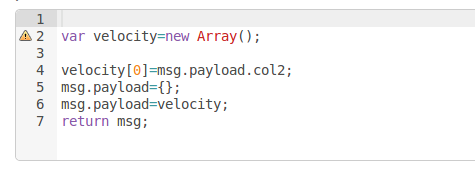 1
2 var velocity=new Array();
3
4 velocity[0]=msg.payload.col2;
5 msg.payload={};
6 msg.payload=velocity;
7 return msg;